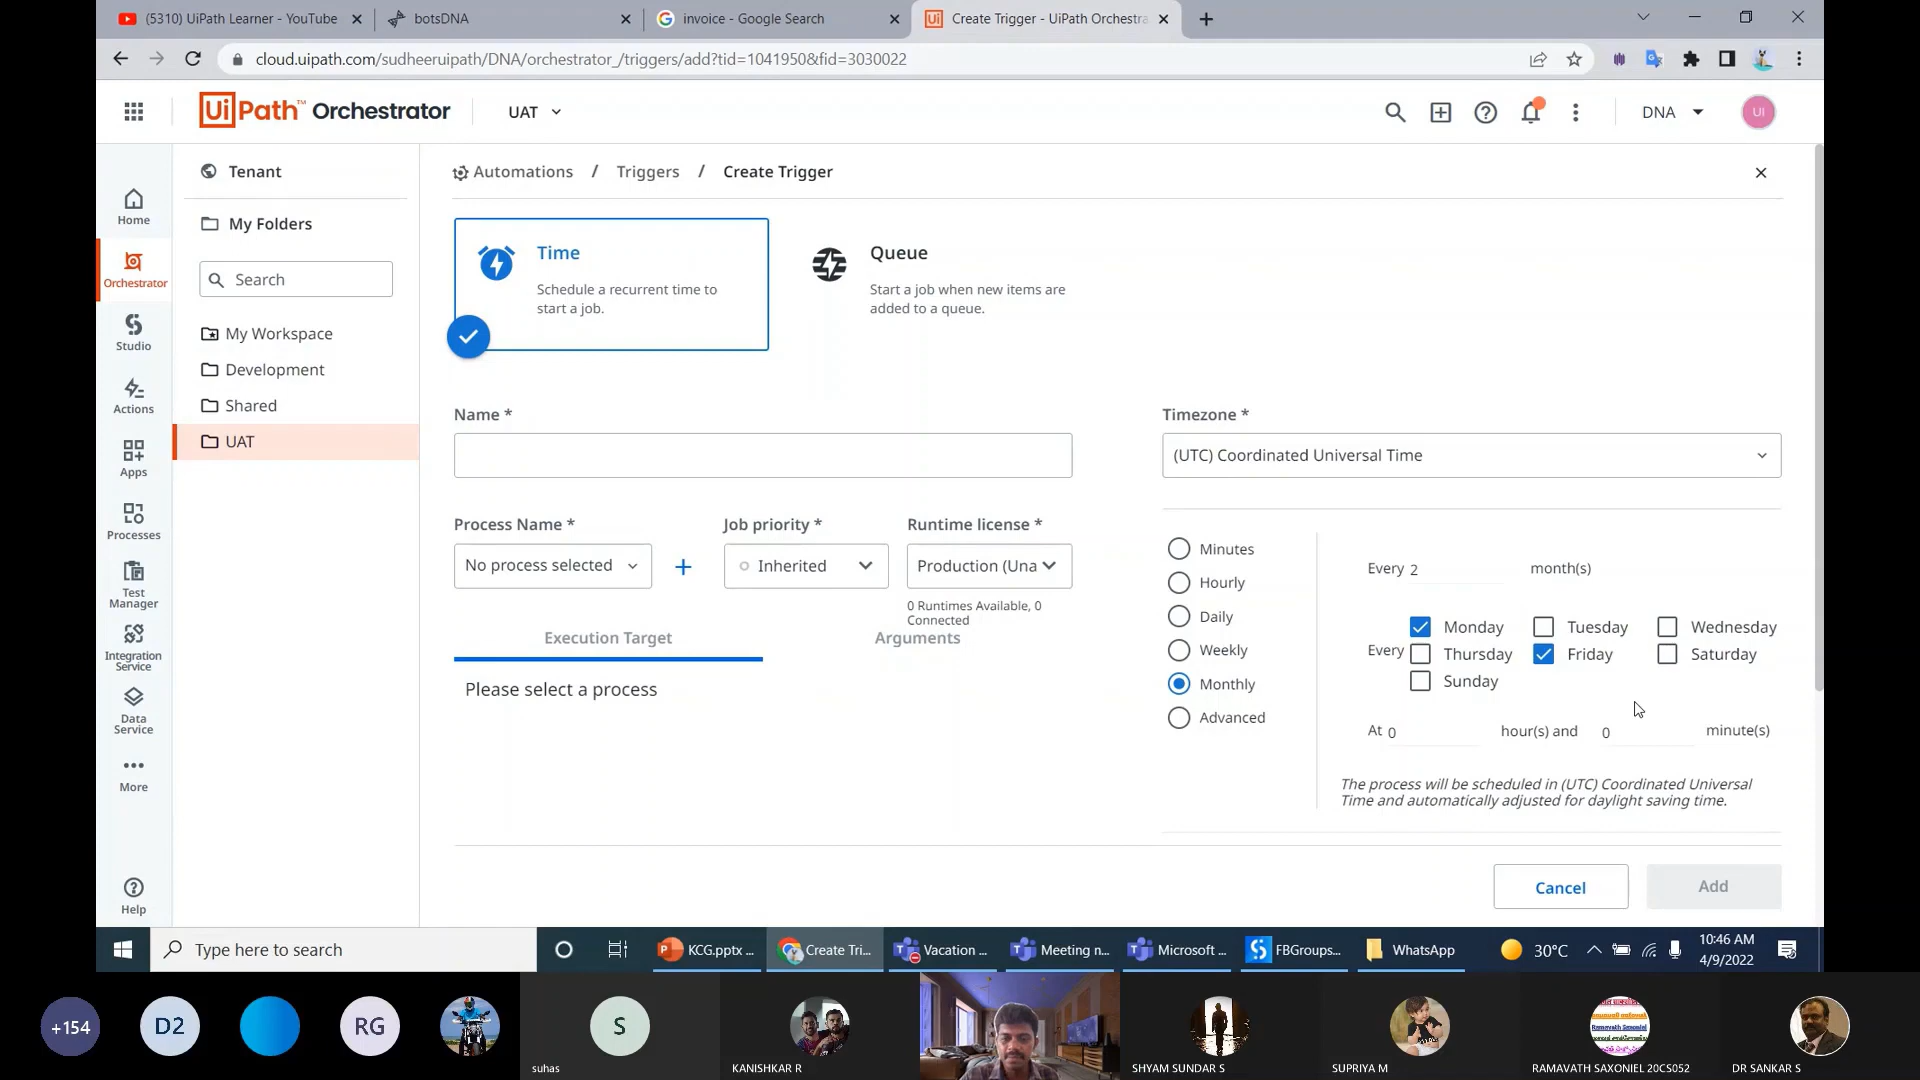 (5310) UiPath Learner - YouTube
botsDNA
invoice - Google Search
Create Trigger - UiPath Orchestra
cloud.uipath.com/sudheeruipath/DNA/orchestrator_/triggers/add?tid=1041950&fid=3030022
UiPath™ Orchestrator
UAT
DNA
UI
Tenant
Automations / Triggers / Create Trigger
My Folders
Search
My Workspace
Development
Shared
UAT
Home
Orchestrator
Studio
Actions
Apps
Processes
Test Manager
Integration Service
Data Service
More
Help
Time
Schedule a recurrent time to
start a job.
Queue
Start a job when new items are
added to a queue.
Name *
Timezone *
(UTC) Coordinated Universal Time
Process Name *
Job priority *
Runtime license *
No process selected
+
Inherited
Production (Una
0 Runtimes Available, 0
Connected
Execution Target
Arguments
Please select a process
Minutes
Hourly
Daily
Weekly
Monthly
Advanced
Every 2 month(s)
Every
Monday
Tuesday
Wednesday
Thursday
Friday
Saturday
Sunday
At 0 hour(s) and 0 minute(s)
The process will be scheduled in (UTC) Coordinated Universal
Time and automatically adjusted for daylight saving time.
Cancel
Add
Type here to search
KCG.pptx ...
Create Tri...
Vacation ...
Meeting n...
Microsoft ...
FBGroups...
WhatsApp
30°C
10:46 AM
4/9/2022
+154
D2
RG
S
suhas
KANISHKAR R
SHYAM SUNDAR S
SUPRIYA M
RAMAVATH SAXONIEL 20CS052
DR SANKAR S